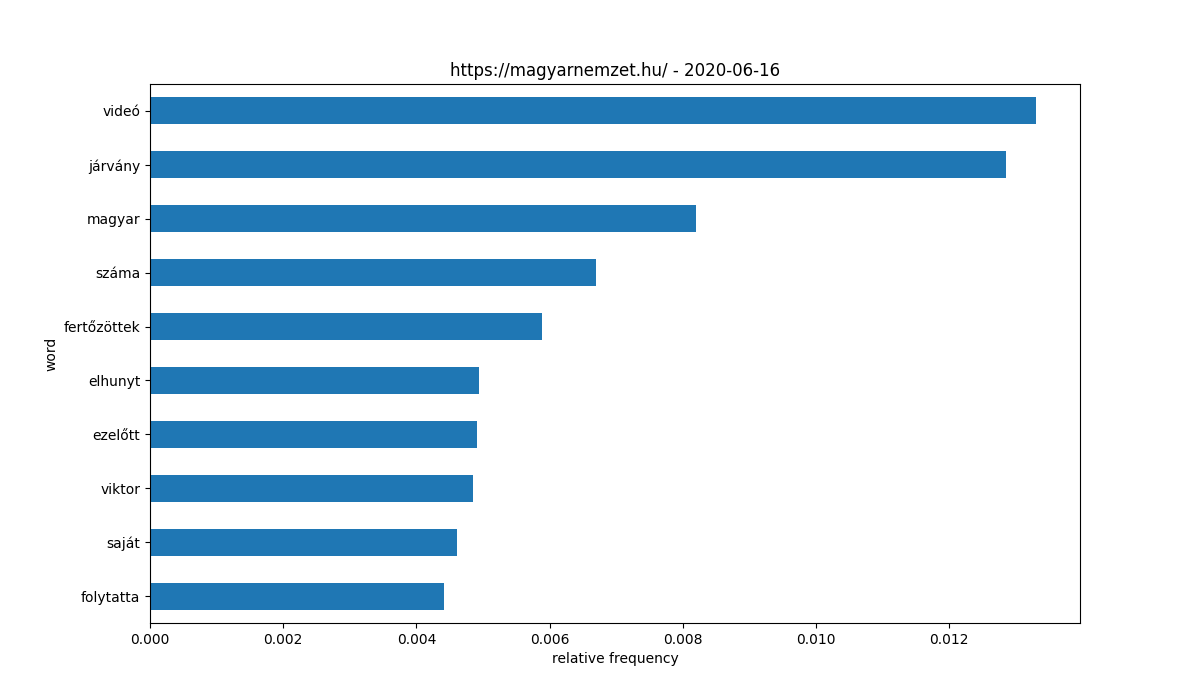 https://magyarnemzet.hu/ - 2020-06-16
videó
járvány
magyar
száma
fertőzöttek
elhunyt
ezelőtt
viktor
saját
folytatta
word
0.000 0.002 0.004 0.006 0.008 0.010 0.012
relative frequency